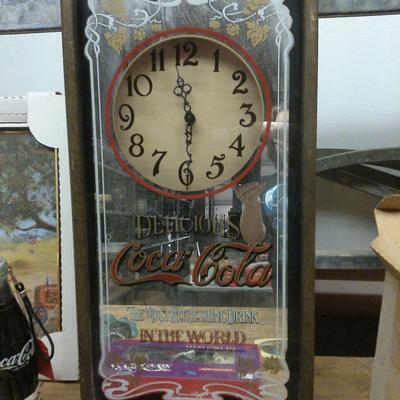 12
1
2
3
4
5
6
7
8
9
10
11
DELICIOUS
Coca-Cola
THE MOST REFRESHING DRINK
IN THE WORLD
Coca-Cola